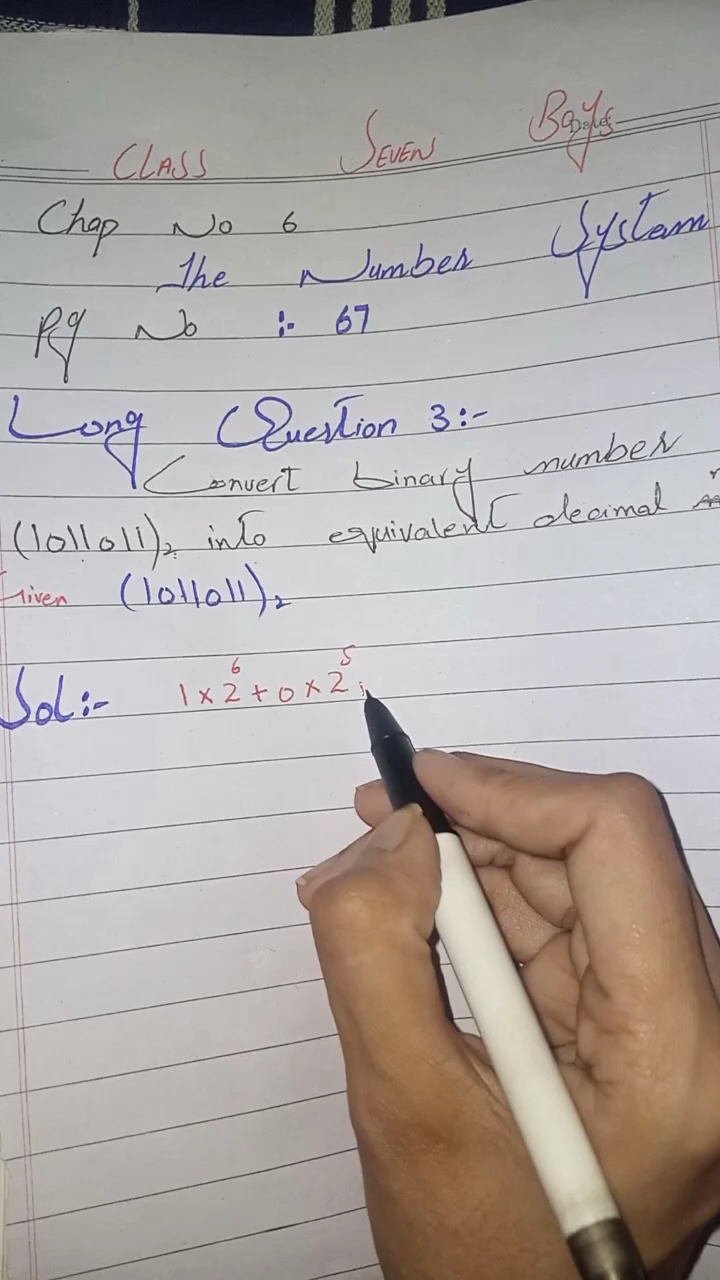 CLASS SEVEN BOYS
Chap No 6
The Number System
Pg No :- 67
Long Question 3:-
Convert binary number
(1011011)₂ into equivalent decimal
Given (1011011)₂
Sol:- 1 × 2⁶ + 0 × 2⁵